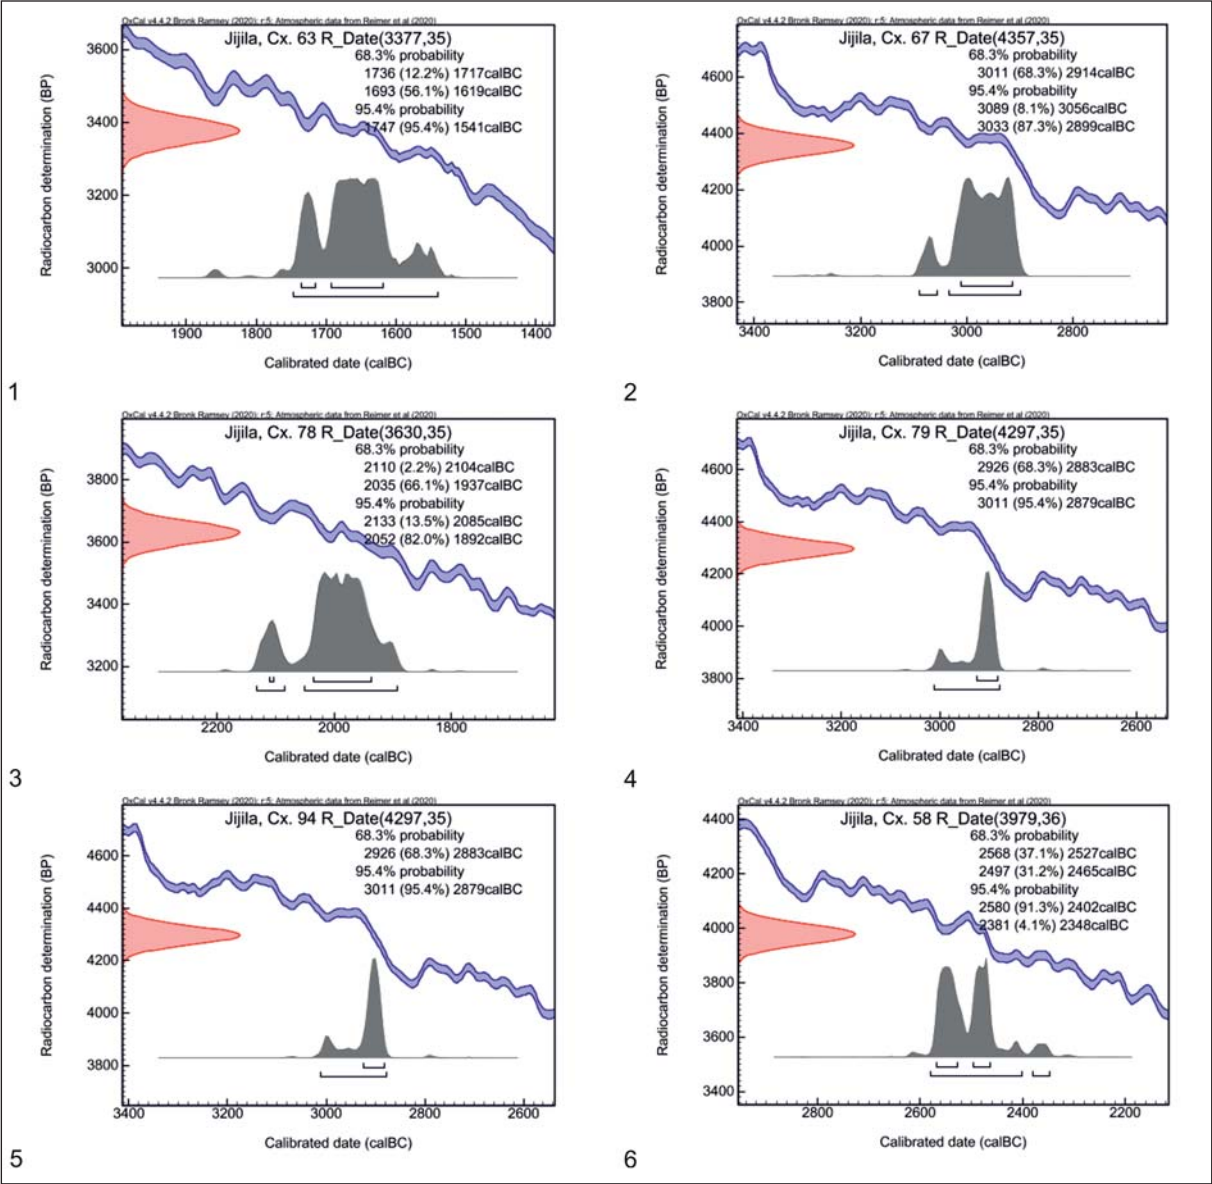 OxCal v4.4.2 Bronk Ramsey (2020); r:5; Atmospheric data from Reimer et al (2020)
Jijila, Cx. 63 R_Date(3377,35)
68.3% probability
1736 (12.2%) 1717calBC
1693 (56.1%) 1619calBC
95.4% probability
1747 (95.4%) 1541calBC
Radiocarbon determination (BP)
3600
3400
3200
3000
1900 1800 1700 1600 1500 1400
Calibrated date (calBC)
1
OxCal v4.4.2 Bronk Ramsey (2020); r:5; Atmospheric data from Reimer et al (2020)
Jijila, Cx. 67 R_Date(4357,35)
68.3% probability
3011 (68.3%) 2914calBC
95.4% probability
3089 (8.1%) 3056calBC
3033 (87.3%) 2899calBC
Radiocarbon determination (BP)
4600
4400
4200
4000
3800
3400 3200 3000 2800
Calibrated date (calBC)
2
OxCal v4.4.2 Bronk Ramsey (2020); r:5; Atmospheric data from Reimer et al (2020)
Jijila, Cx. 78 R_Date(3630,35)
68.3% probability
2110 (2.2%) 2104calBC
2035 (66.1%) 1937calBC
95.4% probability
2133 (13.5%) 2085calBC
2052 (82.0%) 1892calBC
Radiocarbon determination (BP)
3800
3600
3400
3200
2200 2000 1800
Calibrated date (calBC)
3
OxCal v4.4.2 Bronk Ramsey (2020); r:5; Atmospheric data from Reimer et al (2020)
Jijila, Cx. 79 R_Date(4297,35)
68.3% probability
2926 (68.3%) 2883calBC
95.4% probability
3011 (95.4%) 2879calBC
Radiocarbon determination (BP)
4600
4400
4200
4000
3800
3400 3200 3000 2800 2600
Calibrated date (calBC)
4
OxCal v4.4.2 Bronk Ramsey (2020); r:5; Atmospheric data from Reimer et al (2020)
Jijila, Cx. 94 R_Date(4297,35)
68.3% probability
2926 (68.3%) 2883calBC
95.4% probability
3011 (95.4%) 2879calBC
Radiocarbon determination (BP)
4600
4400
4200
4000
3800
3400 3200 3000 2800 2600
Calibrated date (calBC)
5
OxCal v4.4.2 Bronk Ramsey (2020); r:5; Atmospheric data from Reimer et al (2020)
Jijila, Cx. 58 R_Date(3979,36)
68.3% probability
2568 (37.1%) 2527calBC
2497 (31.2%) 2465calBC
95.4% probability
2580 (91.3%) 2402calBC
2381 (4.1%) 2348calBC
Radiocarbon determination (BP)
4400
4200
4000
3800
3600
3400
2800 2600 2400 2200
Calibrated date (calBC)
6